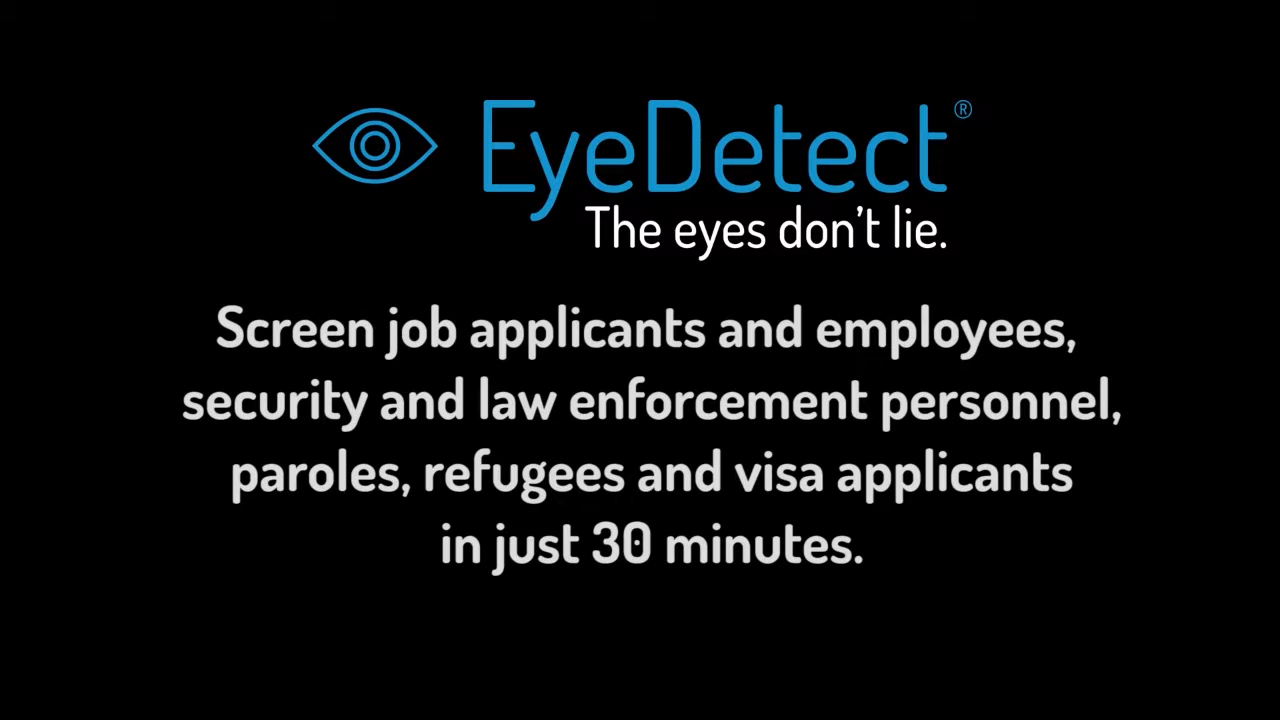 EyeDetect®
The eyes don't lie.
Screen job applicants and employees,
security and law enforcement personnel,
paroles, refugees and visa applicants
in just 30 minutes.